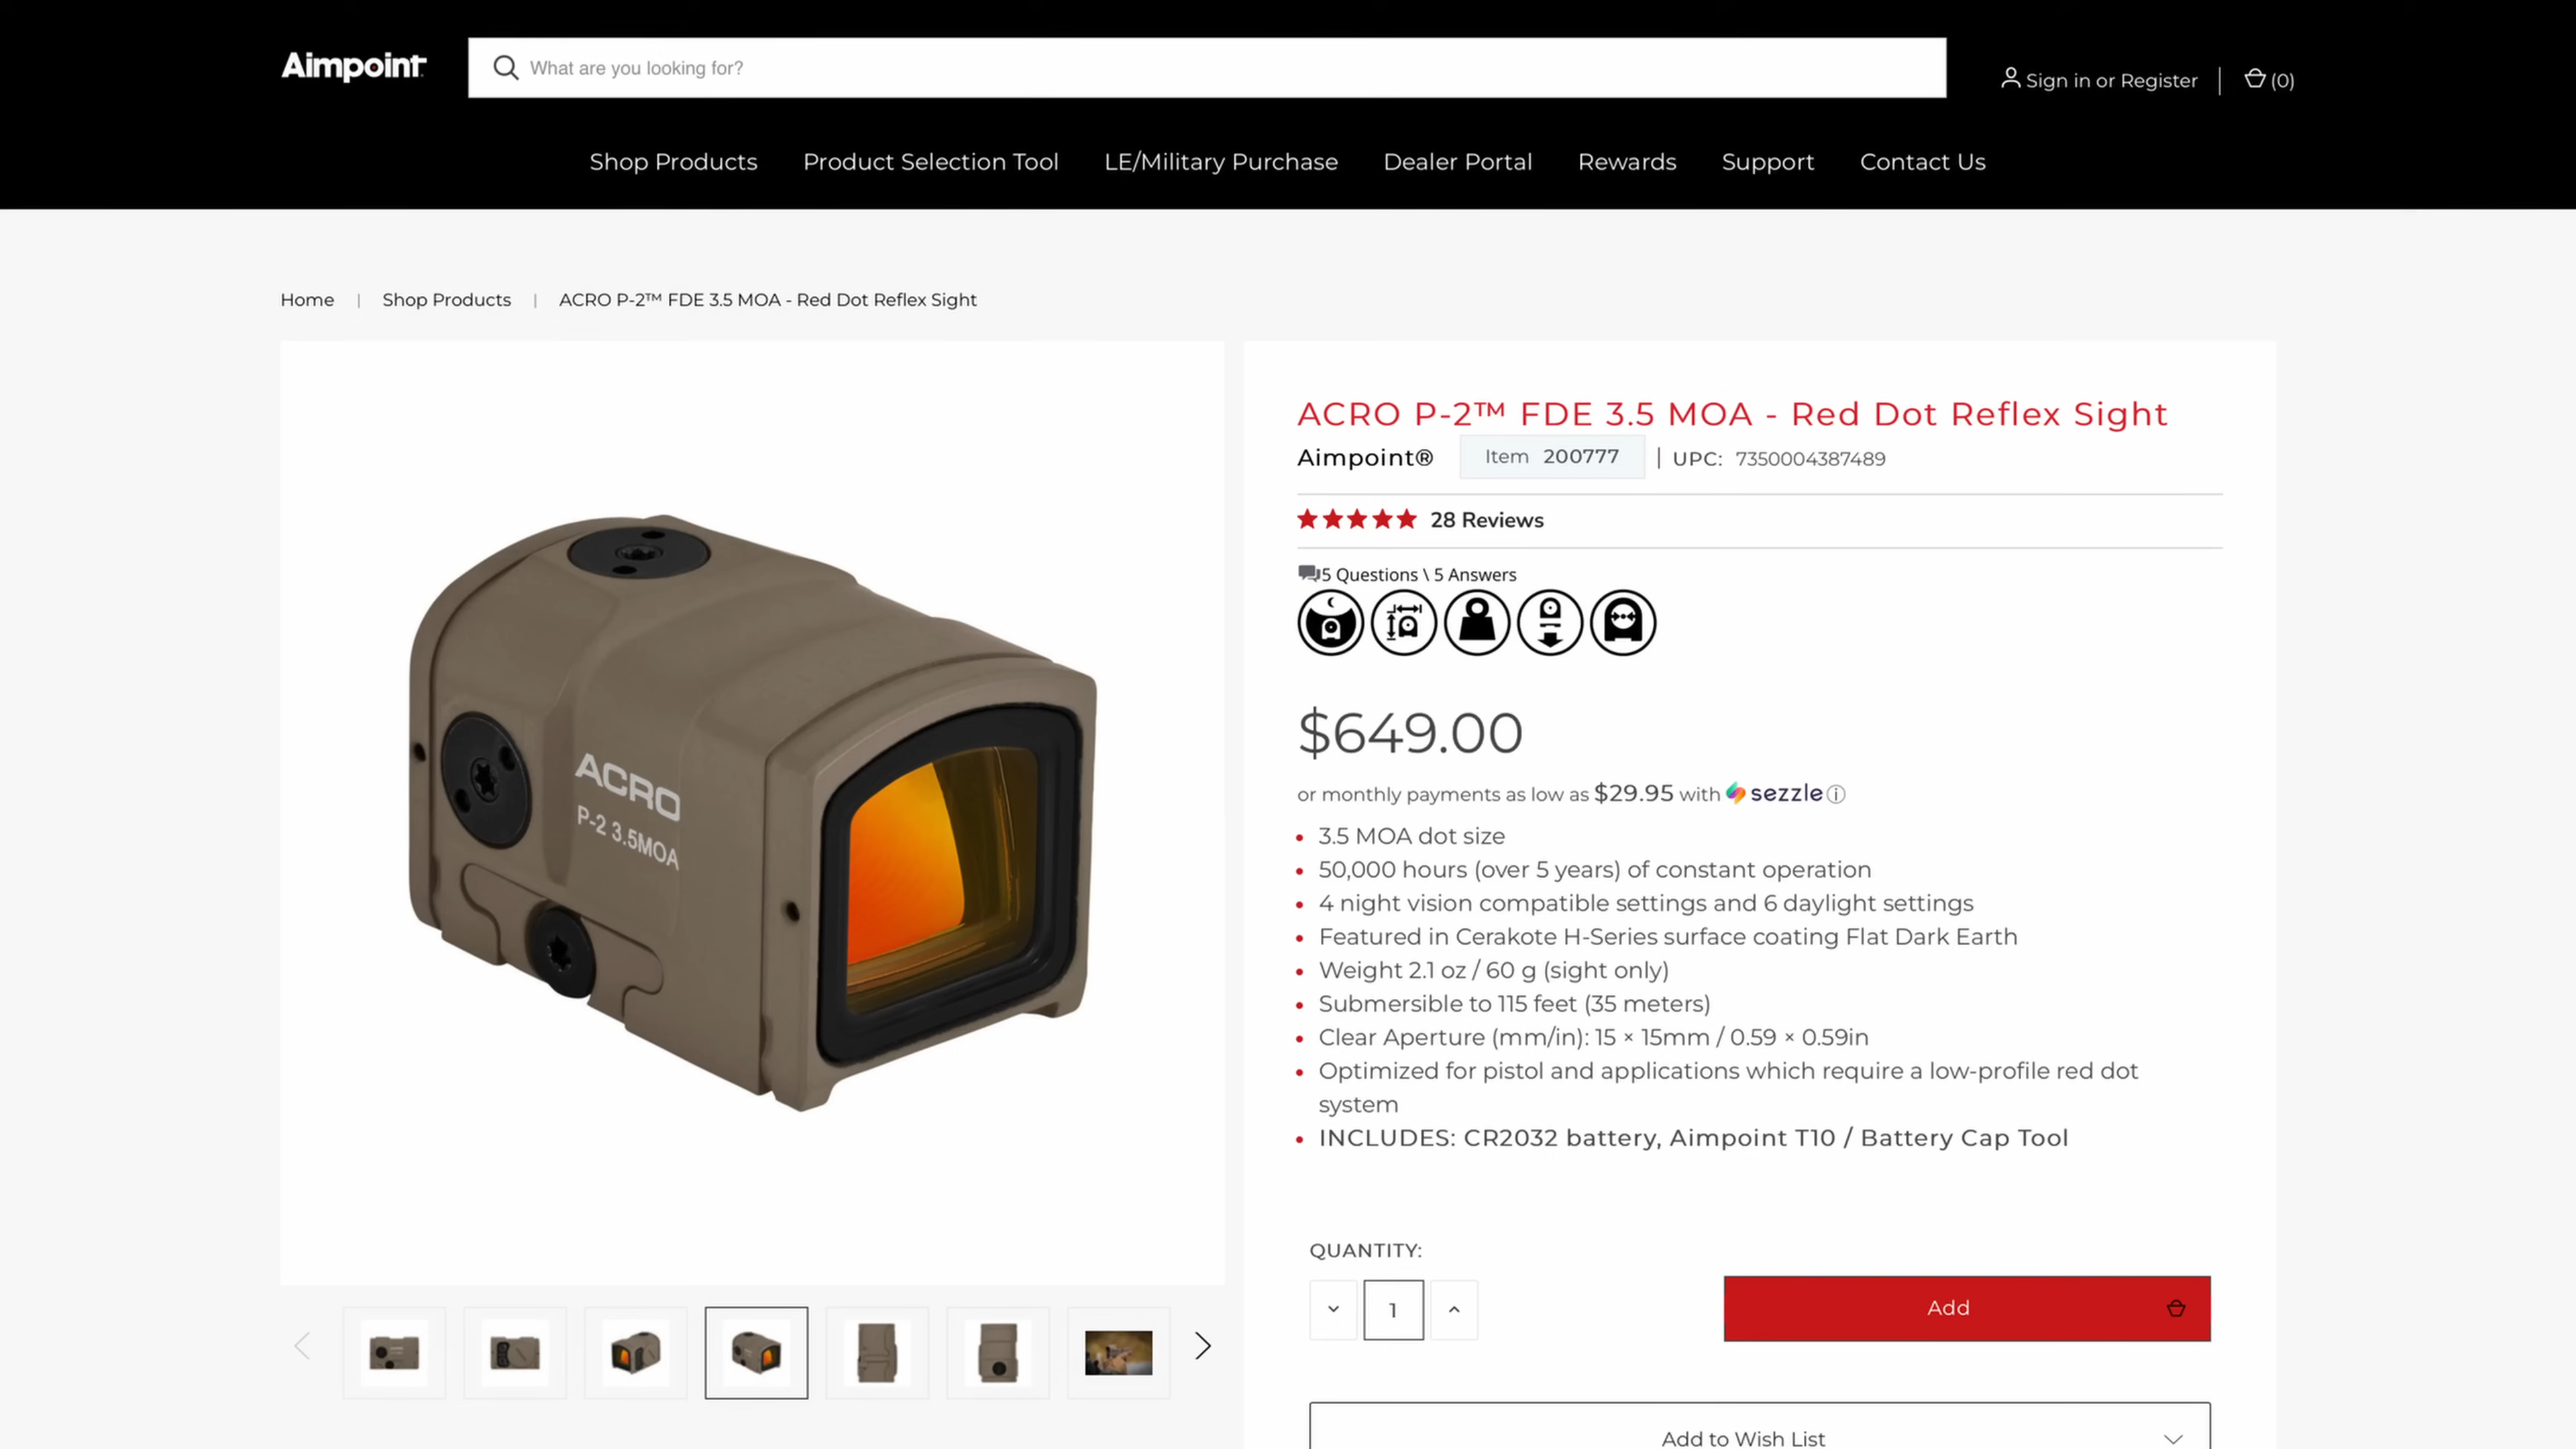 Aimpoint
What are you looking for?
Sign in or Register
(0)
Shop Products
Product Selection Tool
LE/Military Purchase
Dealer Portal
Rewards
Support
Contact Us
Home | Shop Products | ACRO P-2™ FDE 3.5 MOA - Red Dot Reflex Sight
ACRO
P-2 3.5MOA
ACRO P-2™ FDE 3.5 MOA - Red Dot Reflex Sight
Aimpoint® Item 200777 | UPC: 7350004387489
28 Reviews
5 Questions \ 5 Answers
$649.00
or monthly payments as low as $29.95 with sezzle
3.5 MOA dot size
50,000 hours (over 5 years) of constant operation
4 night vision compatible settings and 6 daylight settings
Featured in Cerakote H-Series surface coating Flat Dark Earth
Weight 2.1 oz / 60 g (sight only)
Submersible to 115 feet (35 meters)
Clear Aperture (mm/in): 15 × 15mm / 0.59 × 0.59in
Optimized for pistol and applications which require a low-profile red dot
system
INCLUDES: CR2032 battery, Aimpoint T10 / Battery Cap Tool
QUANTITY:
1
Add
Add to Wish List